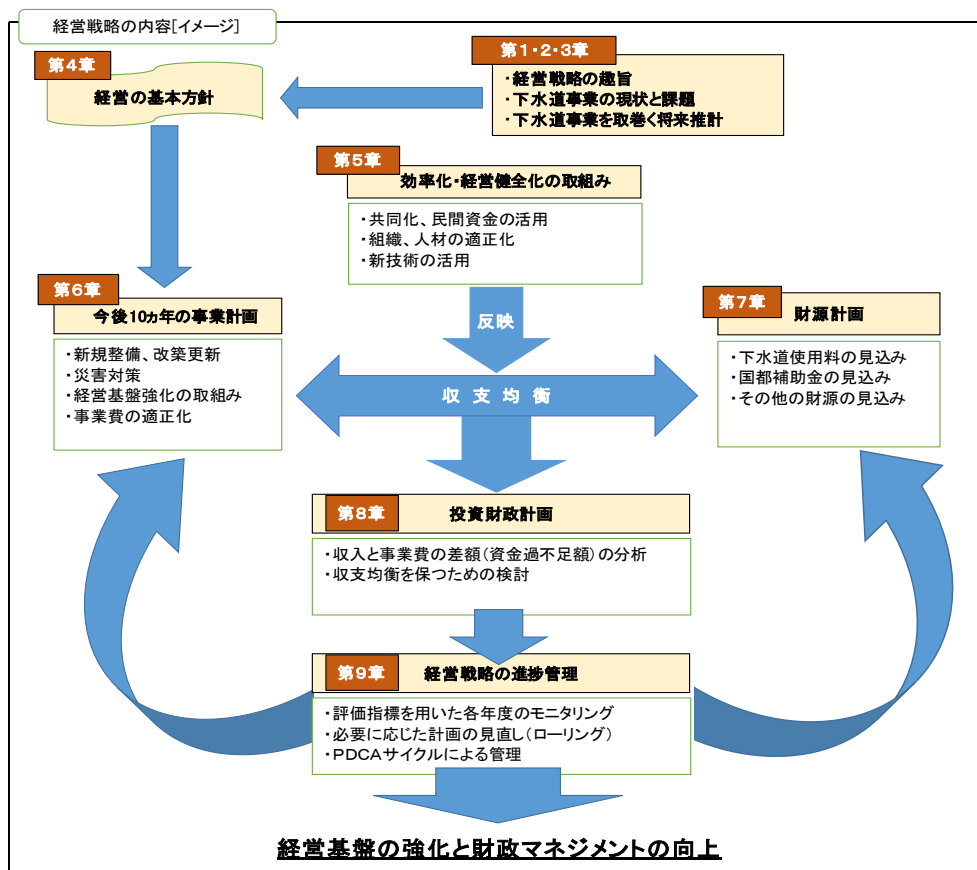 経営戦略の内容[イメージ]
第1・2・3章
・経営戦略の趣旨
・下水道事業の現状と課題
・下水道事業を取巻く将来推計
第4章
経営の基本方針
第5章
効率化・経営健全化の取組み
・共同化、民間資金の活用
・組織、人材の適正化
・新技術の活用
反映
第6章
今後10ヵ年の事業計画
・新規整備、改築更新
・災害対策
・経営基盤強化の取組み
・事業費の適正化
収支均衡
第7章
財源計画
・下水道使用料の見込み
・国都補助金の見込み
・その他の財源の見込み
第8章
投資財政計画
・収入と事業費の差額(資金過不足額)の分析
・収支均衡を保つための検討
第9章
経営戦略の進捗管理
・評価指標を用いた各年度のモニタリング
・必要に応じた計画の見直し(ローリング)
・PDCAサイクルによる管理
経営基盤の強化と財政マネジメントの向上